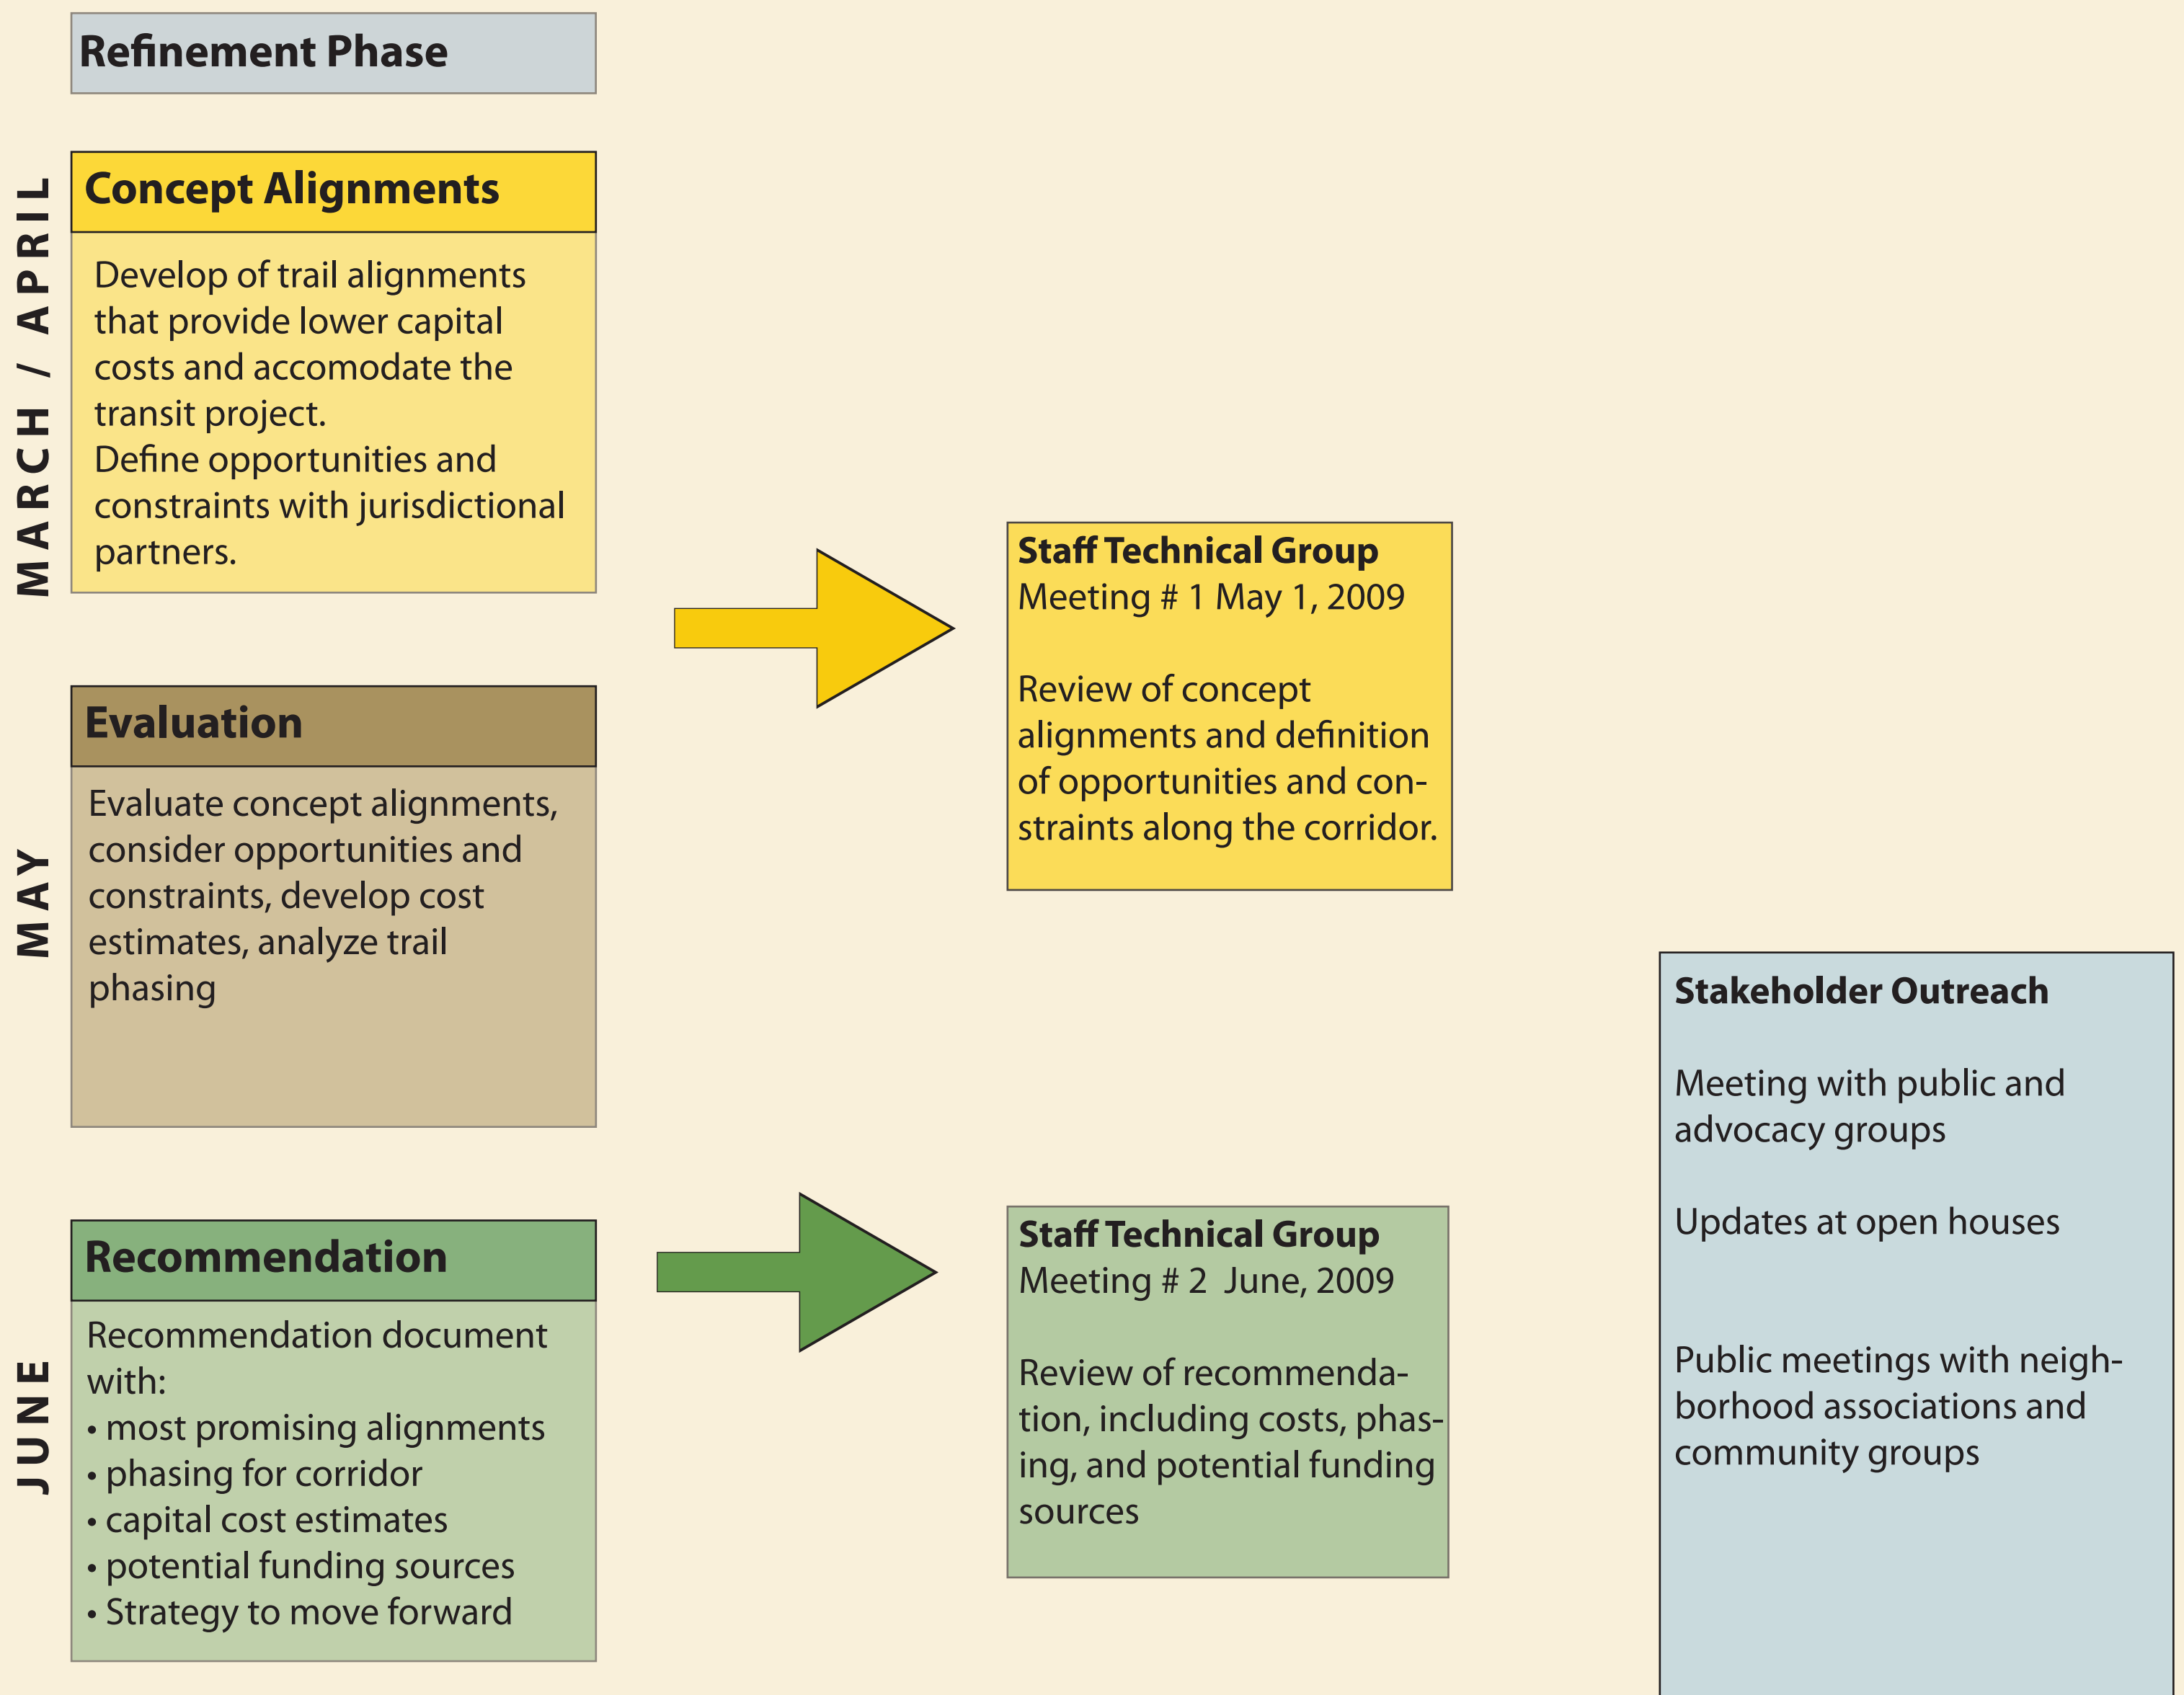 Refinement Phase
MARCH / APRIL
Concept Alignments
Develop of trail alignments
that provide lower capital
costs and accomodate the
transit project.
Define opportunities and
constraints with jurisdictional
partners.
Staff Technical Group
Meeting # 1 May 1, 2009
Review of concept
alignments and definition
of opportunities and con-
straints along the corridor.
MAY
Evaluation
Evaluate concept alignments,
consider opportunities and
constraints, develop cost
estimates, analyze trail
phasing
JUNE
Recommendation
Recommendation document
with:
• most promising alignments
• phasing for corridor
• capital cost estimates
• potential funding sources
• Strategy to move forward
Staff Technical Group
Meeting # 2 June, 2009
Review of recommenda-
tion, including costs, phas-
ing, and potential funding
sources
Stakeholder Outreach
Meeting with public and
advocacy groups
Updates at open houses
Public meetings with neigh-
borhood associations and
community groups